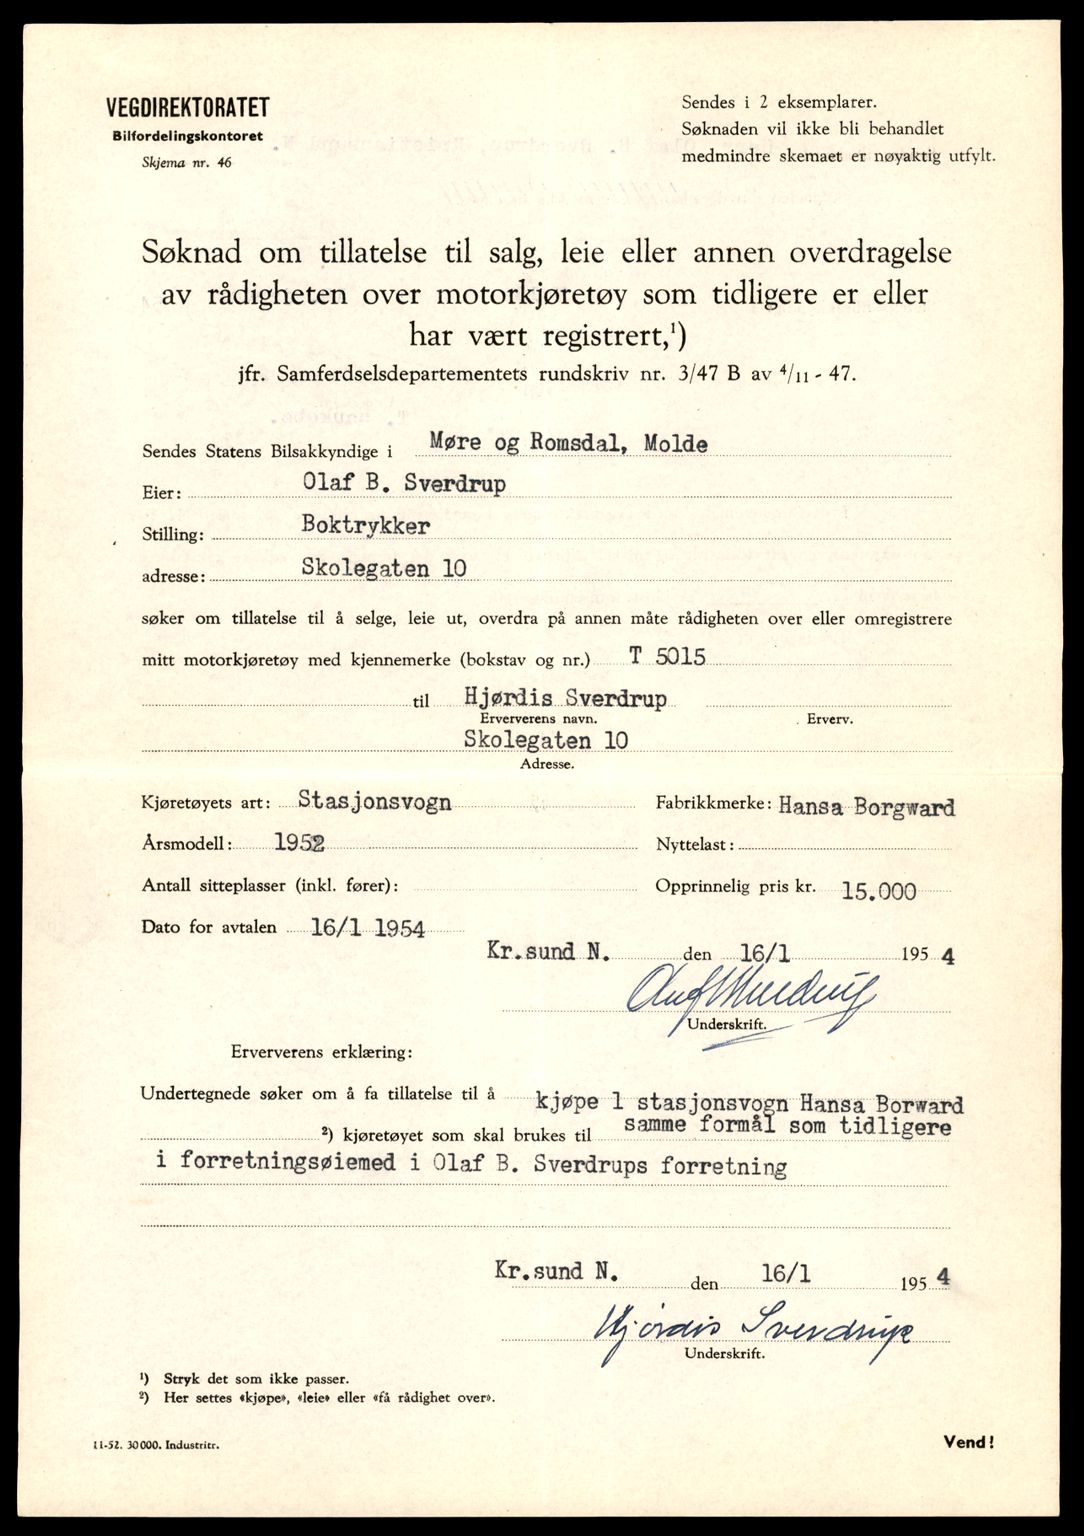 VEGDIREKTORATET
Bilfordelingskontoret
Skjema nr. 46
Sendes i 2 eksemplarer.
Søknaden vil ikke bli behandlet
medmindre skemaet er nøyaktig utfylt.
Søknad om tillatelse til salg, leie eller annen overdragelse
av rådigheten over motorkjøretøy som tidligere er eller
har vært registrert,¹)
jfr. Samferdselsdepartementets rundskriv nr. 3/47 B av 4/11 - 47.
Sendes Statens Bilsakkyndige i Møre og Romsdal, Molde
Eier: Olaf B. Sverdrup
Stilling: Boktrykker
adresse: Skolegaten 10
søker om tillatelse til å selge, leie ut, overdra på annen måte rådigheten over eller omregistrere
mitt motorkjøretøy med kjennemerke (bokstav og nr.) T 5015
til Hjørdis Sverdrup
Erververens navn. Erverv.
Skolegaten 10
Adresse.
Kjøretøyets art: Stasjonsvogn Fabrikkmerke: Hansa Borgward
Årsmodell: 1952 Nyttelast:
Antall sitteplasser (inkl. fører): Opprinnelig pris kr. 15.000
Dato for avtalen 16/1 1954
Kr.sund N. den 16/1 1954
Olaf B Sverdrup
Underskrift.
Erververens erklæring:
Undertegnede søker om å fa tillatelse til å kjøpe 1 stasjonsvogn Hansa Borward
²) kjøretøyet som skal brukes til samme formål som tidligere
i forretningsøiemed i Olaf B. Sverdrups forretning
Kr.sund N. den 16/1 1954
Hjørdis Sverdrup
Underskrift.
¹) Stryk det som ikke passer.
²) Her settes «kjøpe», «leie» eller «få rådighet over».
11-52. 30000. Industritr.
Vend!